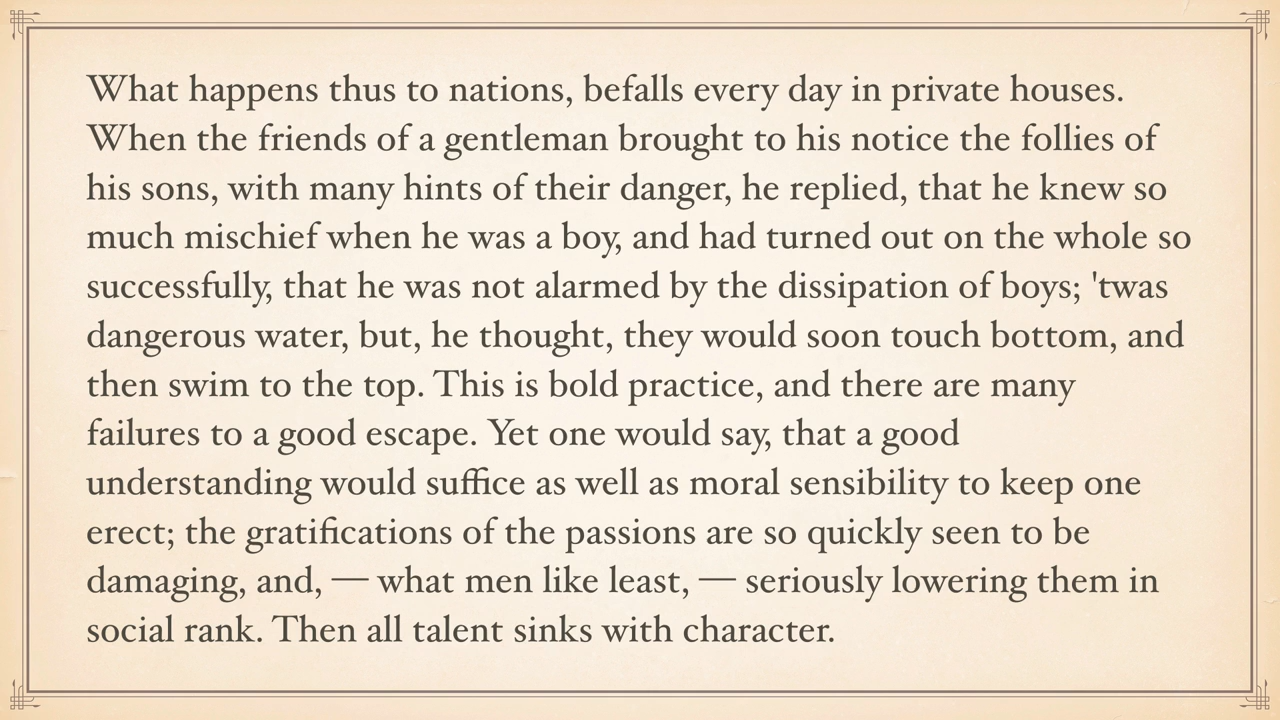 What happens thus to nations, befalls every day in private houses.
When the friends of a gentleman brought to his notice the follies of
his sons, with many hints of their danger, he replied, that he knew so
much mischief when he was a boy, and had turned out on the whole so
successfully, that he was not alarmed by the dissipation of boys; 'twas
dangerous water, but, he thought, they would soon touch bottom, and
then swim to the top. This is bold practice, and there are many
failures to a good escape. Yet one would say, that a good
understanding would suffice as well as moral sensibility to keep one
erect; the gratifications of the passions are so quickly seen to be
damaging, and, — what men like least, — seriously lowering them in
social rank. Then all talent sinks with character.